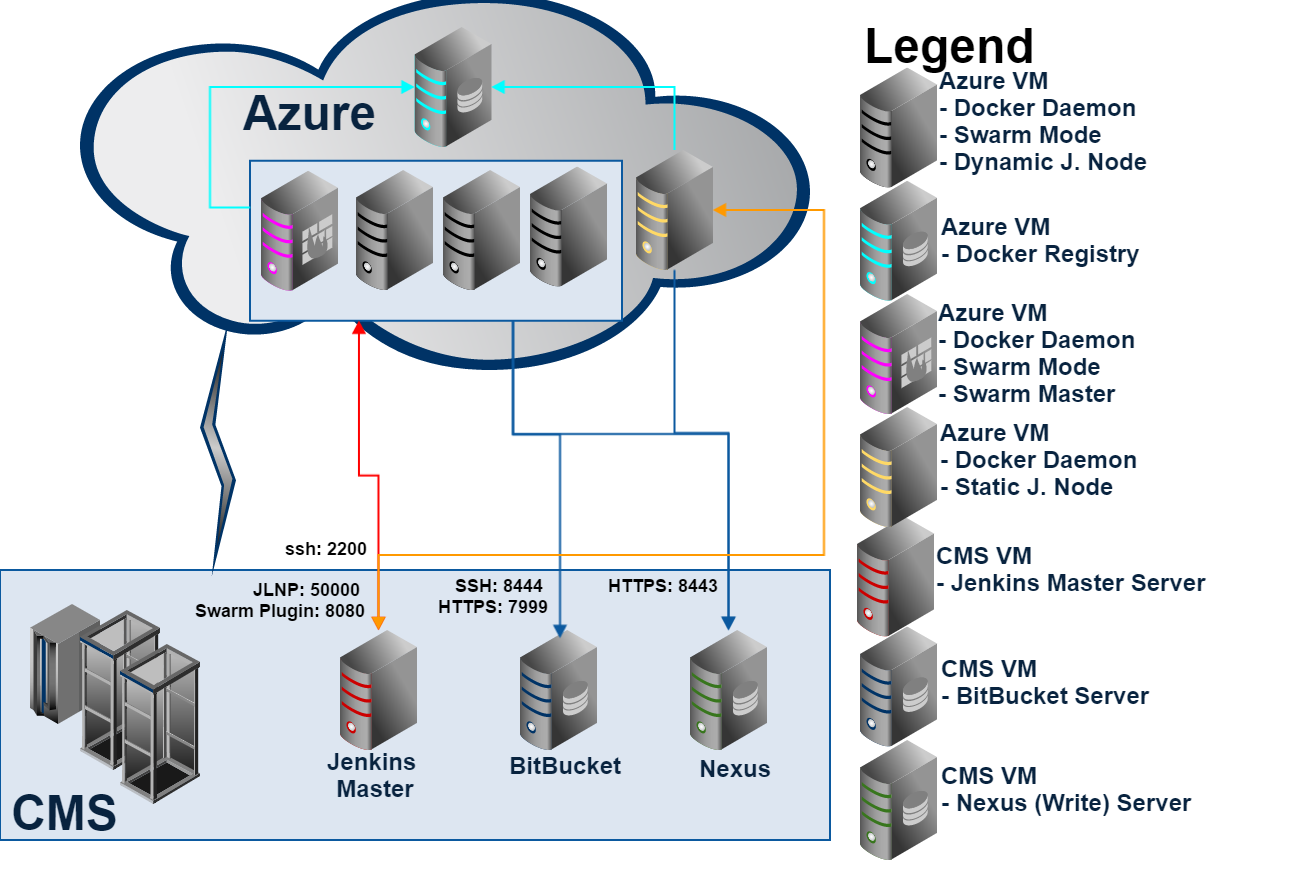 Azure
ssh: 2200
JLNP: 50000
Swarm Plugin: 8080
SSH: 8444
HTTPS: 7999
HTTPS: 8443
Jenkins
Master
BitBucket
Nexus
CMS
Legend
Azure VM
- Docker Daemon
- Swarm Mode
- Dynamic J. Node
Azure VM
- Docker Registry
Azure VM
- Docker Daemon
- Swarm Mode
- Swarm Master
Azure VM
- Docker Daemon
- Static J. Node
CMS VM
- Jenkins Master Server
CMS VM
- BitBucket Server
CMS VM
- Nexus (Write) Server